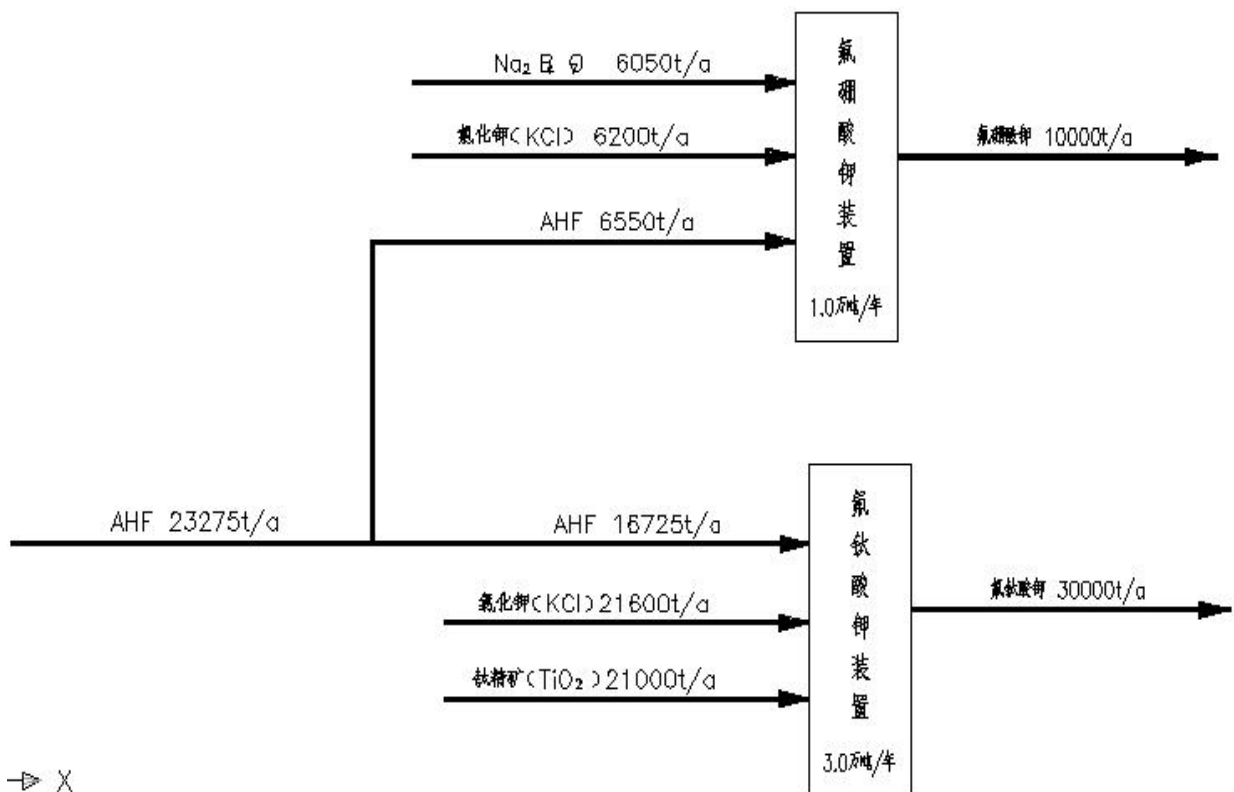 Na₂ 6050t/a
氯化钾(KCl) 6200t/a
AHF 6550t/a
氟硼酸钾装置
1.0万吨/年
氟硼酸钾 10000t/a
AHF 23275t/a
AHF 16725t/a
氯化钾(KCl)21600t/a
钛精矿(TiO₂)21000t/a
氟钛酸钾装置
3.0万吨/年
氟钛酸钾 30000t/a
X